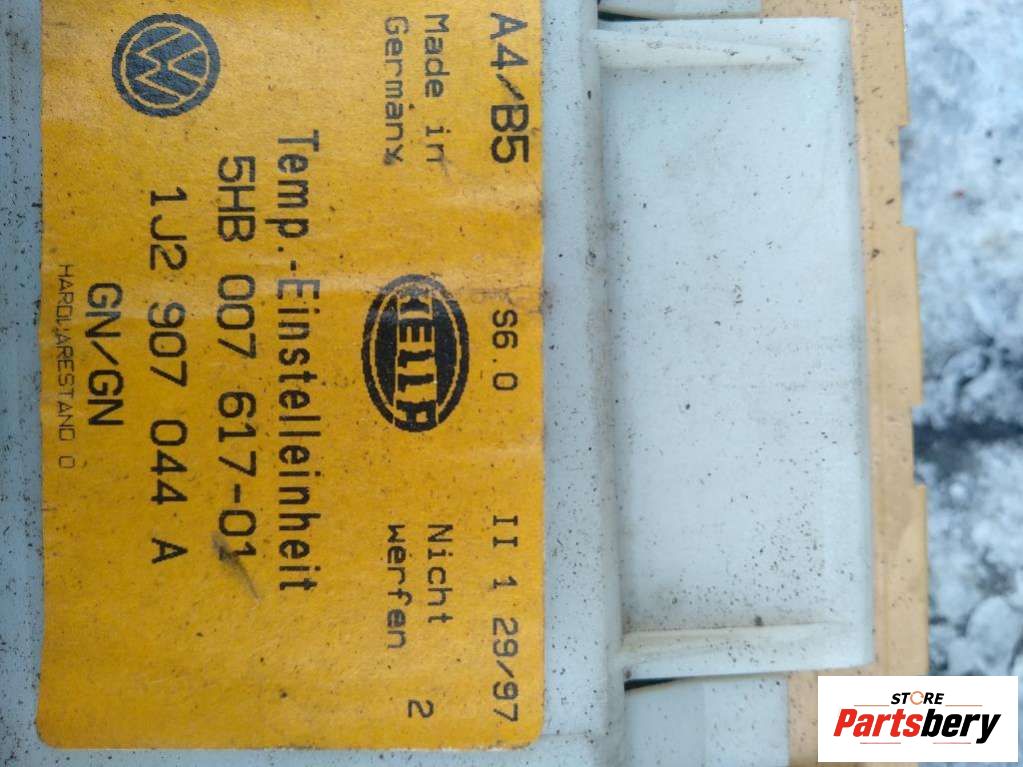 A4/B5 S6.0 II 1 29/97
Made in Germany
HELLA
Nicht werfen 2
Temp.-Einstelleinheit
5HB 007 617-01
1J2 907 044 A
GN/GN
HARDWARESTAND 0
VW
STORE
Partsbery